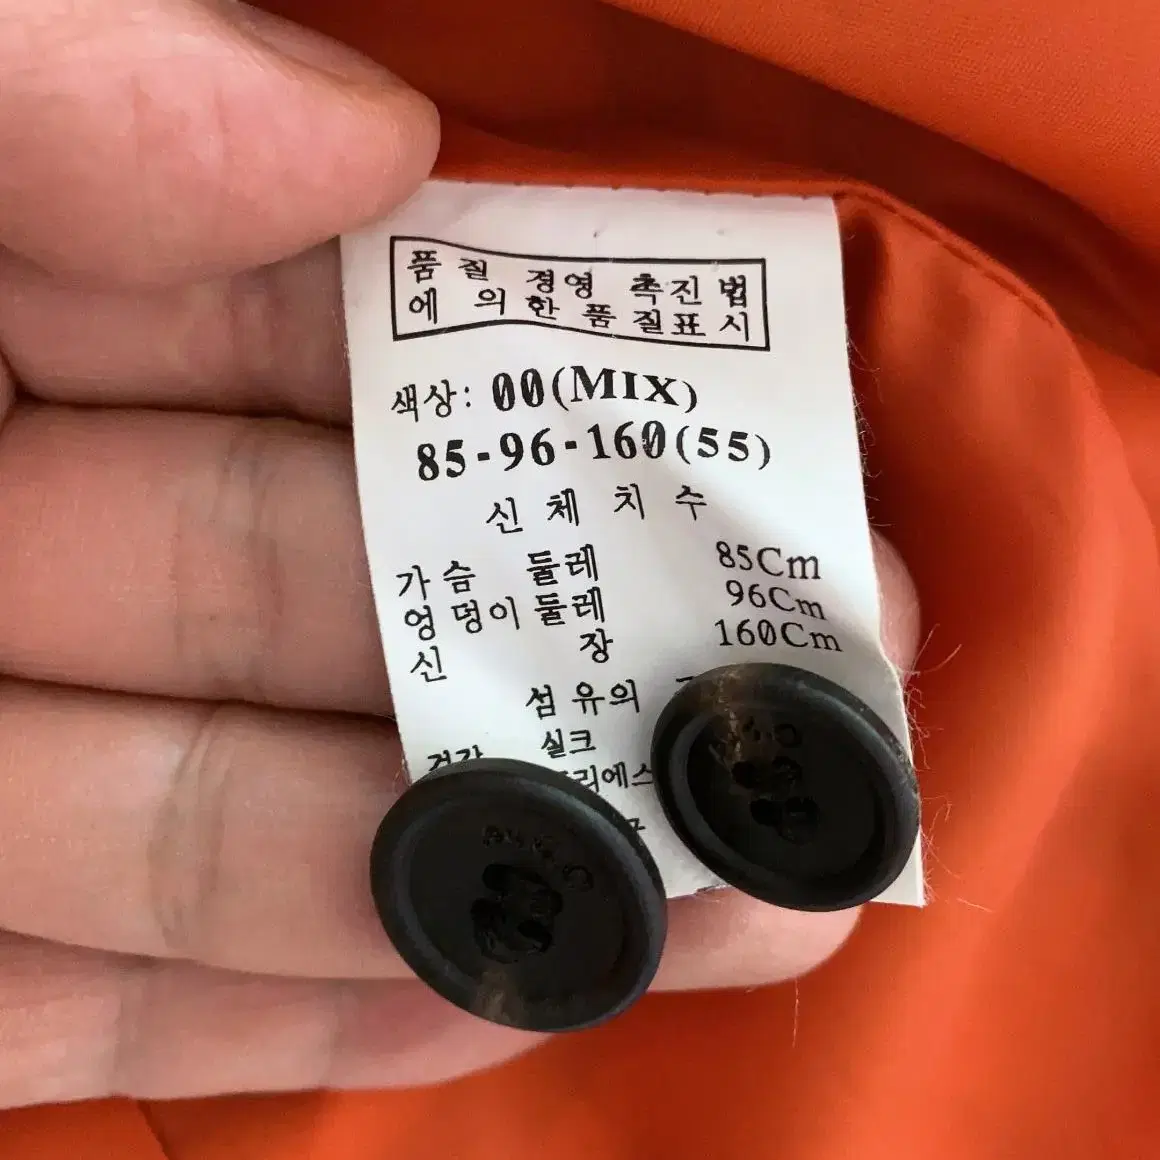 품 질 경영 촉진 법
에 의한 품 질표 시
색상: 00(MIX)
85-96-160(55)
신 체 치 수
가 슴 둘레 85Cm
엉 덩이 둘레 96Cm
신 장 160Cm
섬 유의
겉감 실크